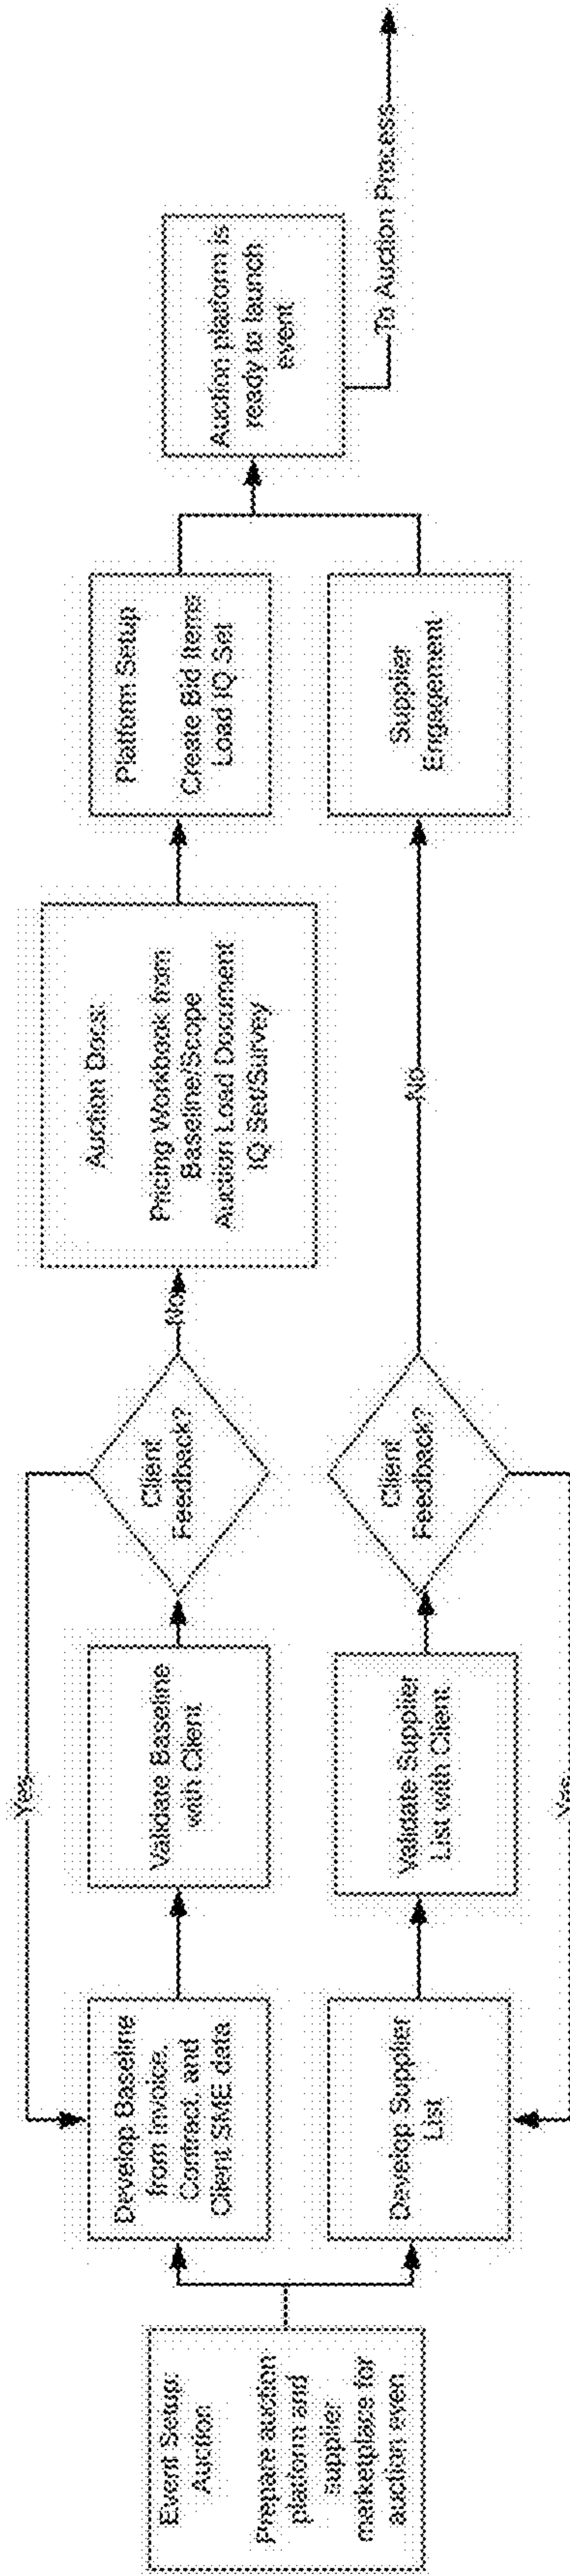 Event Setup:
Auction
Prepare auction
platform and
supplier
marketplace for
auction even
Develop Baseline
from Invoice,
Contract, and
Client SME data
Validate Baseline
with Client
Client
Feedback?
Yes
No
Auction Docs:
Pricing Workbook from
Baseline/Scope
Auction Load Document
IQ Set/Survey
Platform Setup
Create Bid Items
Load IQ Set
Develop Supplier
List
Validate Supplier
List with Client
Client
Feedback?
Yes
No
Supplier
Engagement
Auction platform is
ready to launch
event
To Auction Process